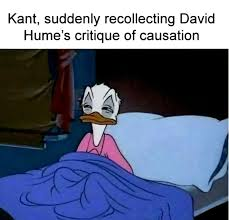 Kant, suddenly recollecting David
Hume's critique of causation